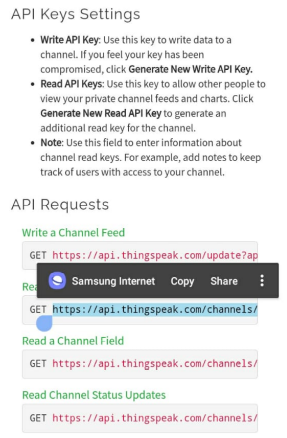 API Keys Settings
• Write API Key: Use this key to write data to a
channel. If you feel your key has been
compromised, click Generate New Write API Key.
• Read API Keys: Use this key to allow other people to
view your private channel feeds and charts. Click
Generate New Read API Key to generate an
additional read key for the channel.
• Note: Use this field to enter information about
channel read keys. For example, add notes to keep
track of users with access to your channel.
API Requests
Write a Channel Feed
GET https://api.thingspeak.com/update?ap
Samsung Internet Copy Share
Rea
GET https://api.thingspeak.com/channels/
Read a Channel Field
GET https://api.thingspeak.com/channels/
Read Channel Status Updates
GET https://api.thingspeak.com/channels/